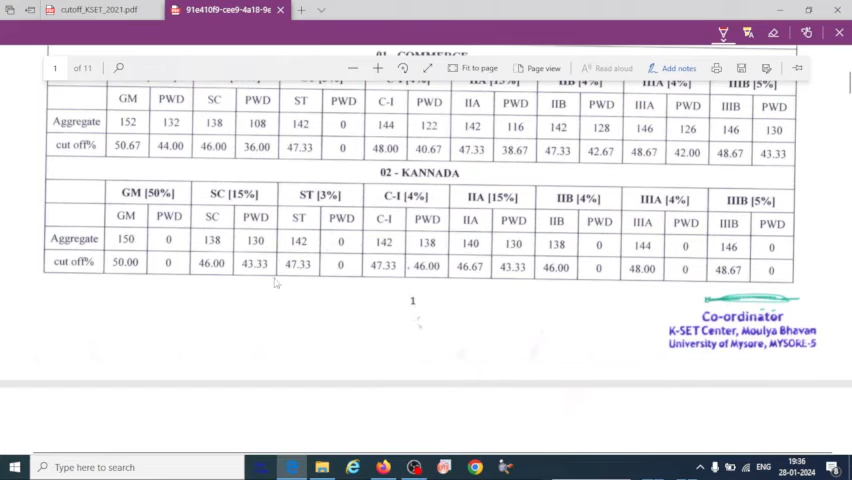 cutoff_KSET_2021.pdf
91e410f9-cee9-4a18-9e
01 - COMMERCE
1 of 11
Fit to page
Page view
Read aloud
Add notes
IIIB [5%]
GM PWD SC PWD ST PWD C-I PWD IIA PWD IIB PWD IIIA PWD IIIB PWD
Aggregate 152 132 138 108 142 0 144 122 142 116 142 128 146 126 146 130
cut off% 50.67 44.00 46.00 36.00 47.33 0 48.00 40.67 47.33 38.67 47.33 42.67 48.67 42.00 48.67 43.33
02 - KANNADA
GM [50%] SC [15%] ST [3%] C-I [4%] IIA [15%] IIB [4%] IIIA [4%] IIIB [5%]
GM PWD SC PWD ST PWD C-I PWD IIA PWD IIB PWD IIIA PWD IIIB PWD
Aggregate 150 0 138 130 142 0 142 138 140 130 138 0 144 0 146 0
cut off% 50.00 0 46.00 43.33 47.33 0 47.33 46.00 46.67 43.33 46.00 0 48.00 0 48.67 0
1
Co-ordinator
K-SET Center, Moulya Bhavan
University of Mysore, MYSORE-5
Type here to search
ENG
19:36
28-01-2024